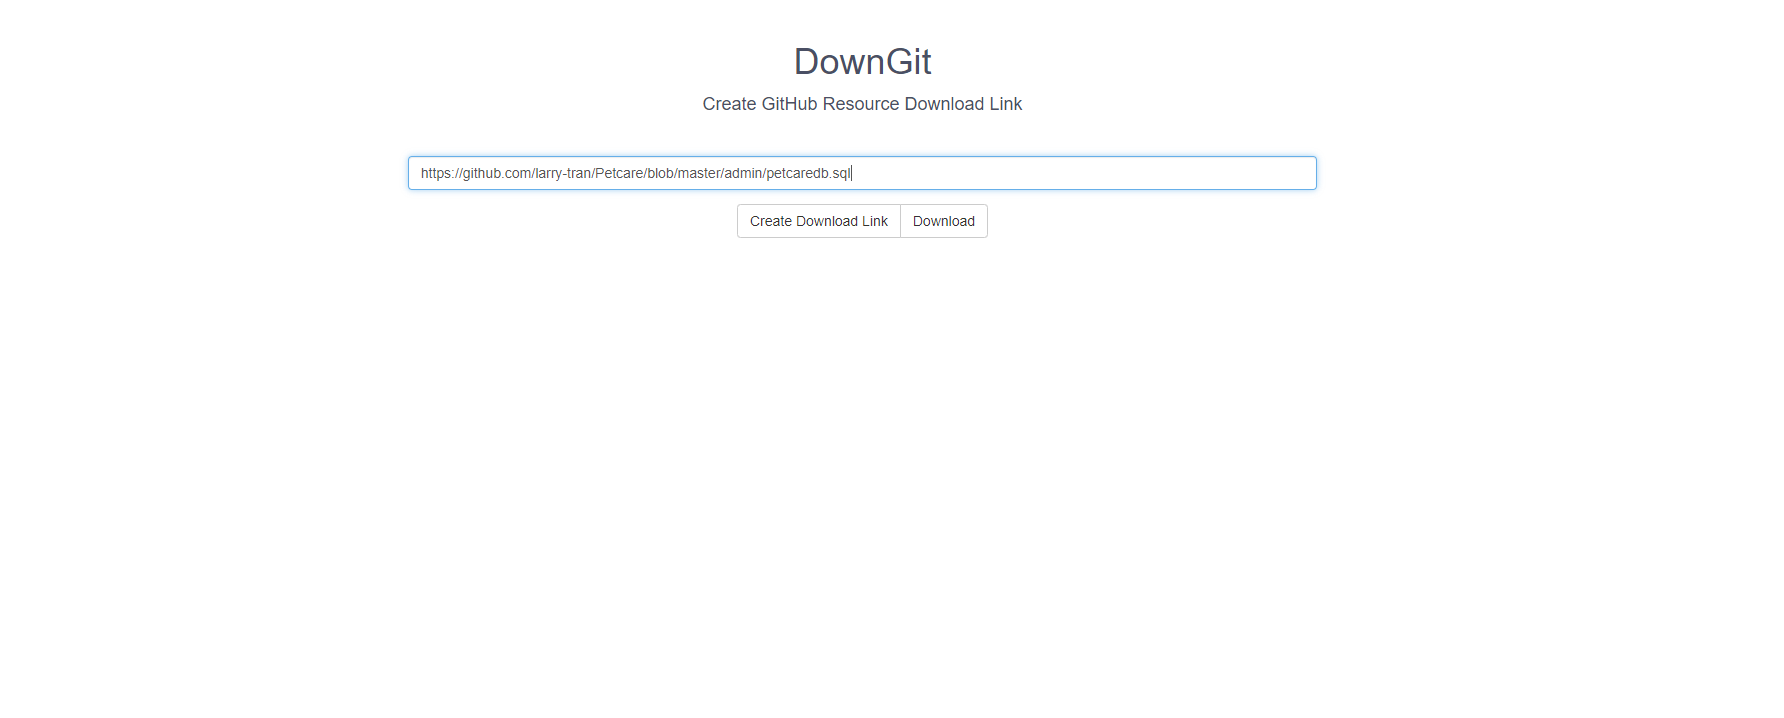 DownGit
Create GitHub Resource Download Link
https://github.com/larry-tran/Petcare/blob/master/admin/petcaredb.sql
Create Download Link Download